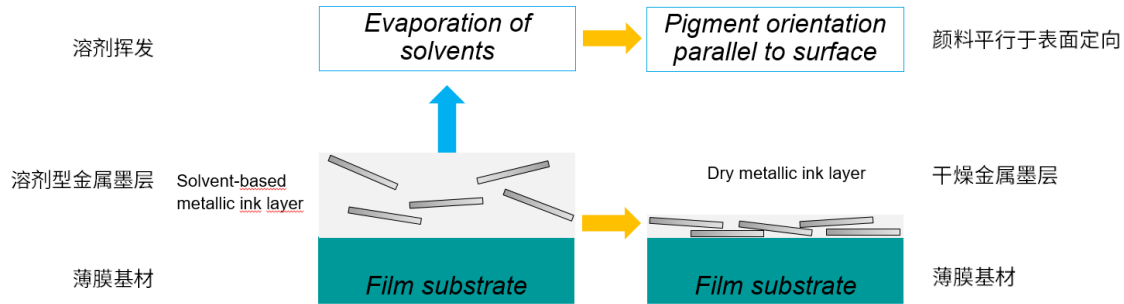 溶剂挥发
Evaporation of
solvents
Pigment orientation
parallel to surface
颜料平行于表面定向
溶剂型金属墨层
Solvent-based
metallic ink layer
Dry metallic ink layer
干燥金属墨层
薄膜基材
Film substrate
Film substrate
薄膜基材